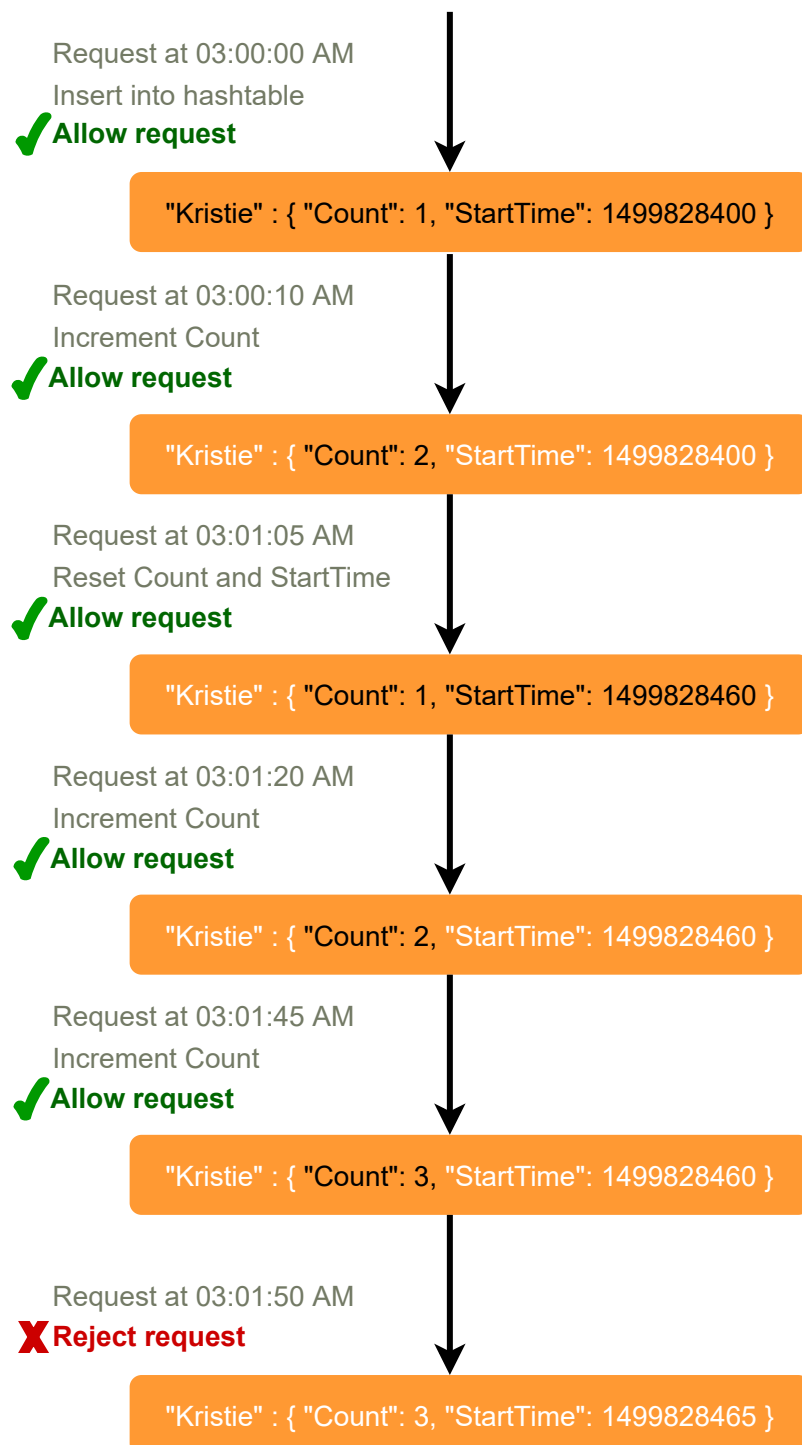 Request at 03:00:00 AM
Insert into hashtable
Allow request
"Kristie" : { "Count": 1, "StartTime": 1499828400 }
Request at 03:00:10 AM
Increment Count
Allow request
"Kristie" : { "Count": 2, "StartTime": 1499828400 }
Request at 03:01:05 AM
Reset Count and StartTime
Allow request
"Kristie" : { "Count": 1, "StartTime": 1499828460 }
Request at 03:01:20 AM
Increment Count
Allow request
"Kristie" : { "Count": 2, "StartTime": 1499828460 }
Request at 03:01:45 AM
Increment Count
Allow request
"Kristie" : { "Count": 3, "StartTime": 1499828460 }
Request at 03:01:50 AM
Reject request
"Kristie" : { "Count": 3, "StartTime": 1499828465 }